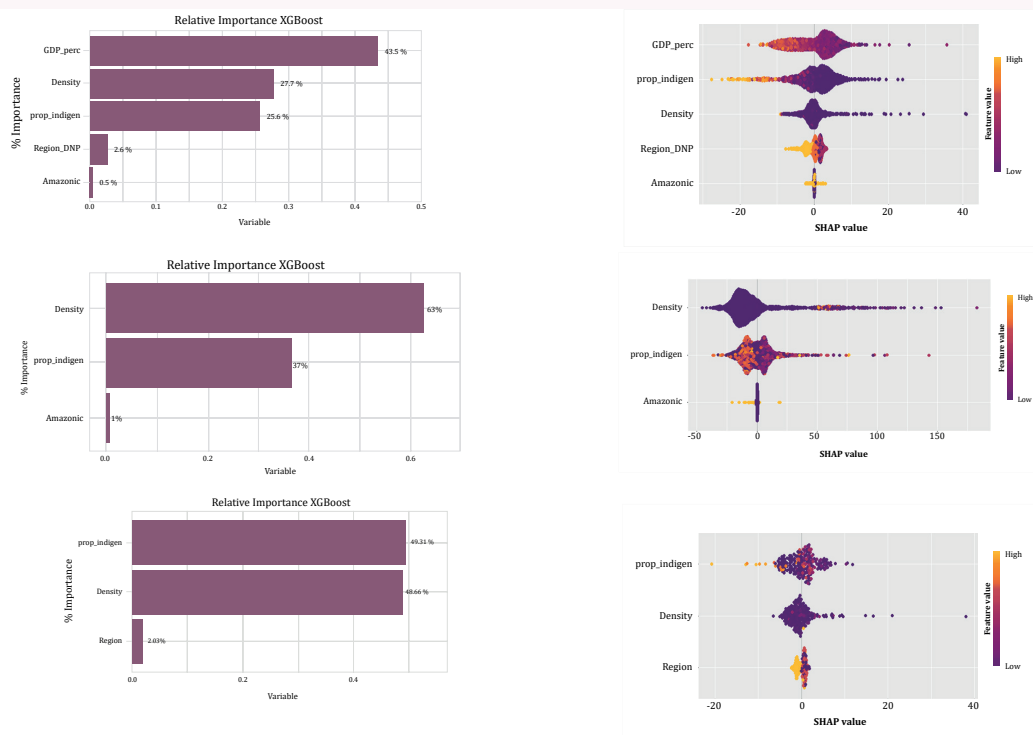 Relative Importance XGBoost
% Importance
GDP_perc
43.5 %
Density
27.7 %
prop_indigen
25.6 %
Region_DNP
2.6 %
Amazonic
0.5 %
0.0 0.1 0.2 0.3 0.4 0.5
Variable
GDP_perc
prop_indigen
Density
Region_DNP
Amazonic
-20 0 20 40
SHAP value
High
Feature value
Low
Relative Importance XGBoost
% Importance
Density
63%
prop_indigen
37%
Amazonic
1%
0.0 0.2 0.4 0.6
Variable
Density
prop_indigen
Amazonic
-50 0 50 100 150
SHAP value
High
Feature value
Low
Relative Importance XGBoost
% Importance
prop_indigen
49.31 %
Density
48.66 %
Region
2.03%
0.0 0.2 0.4
Variable
prop_indigen
Density
Region
-20 0 20 40
SHAP value
High
Feature value
Low